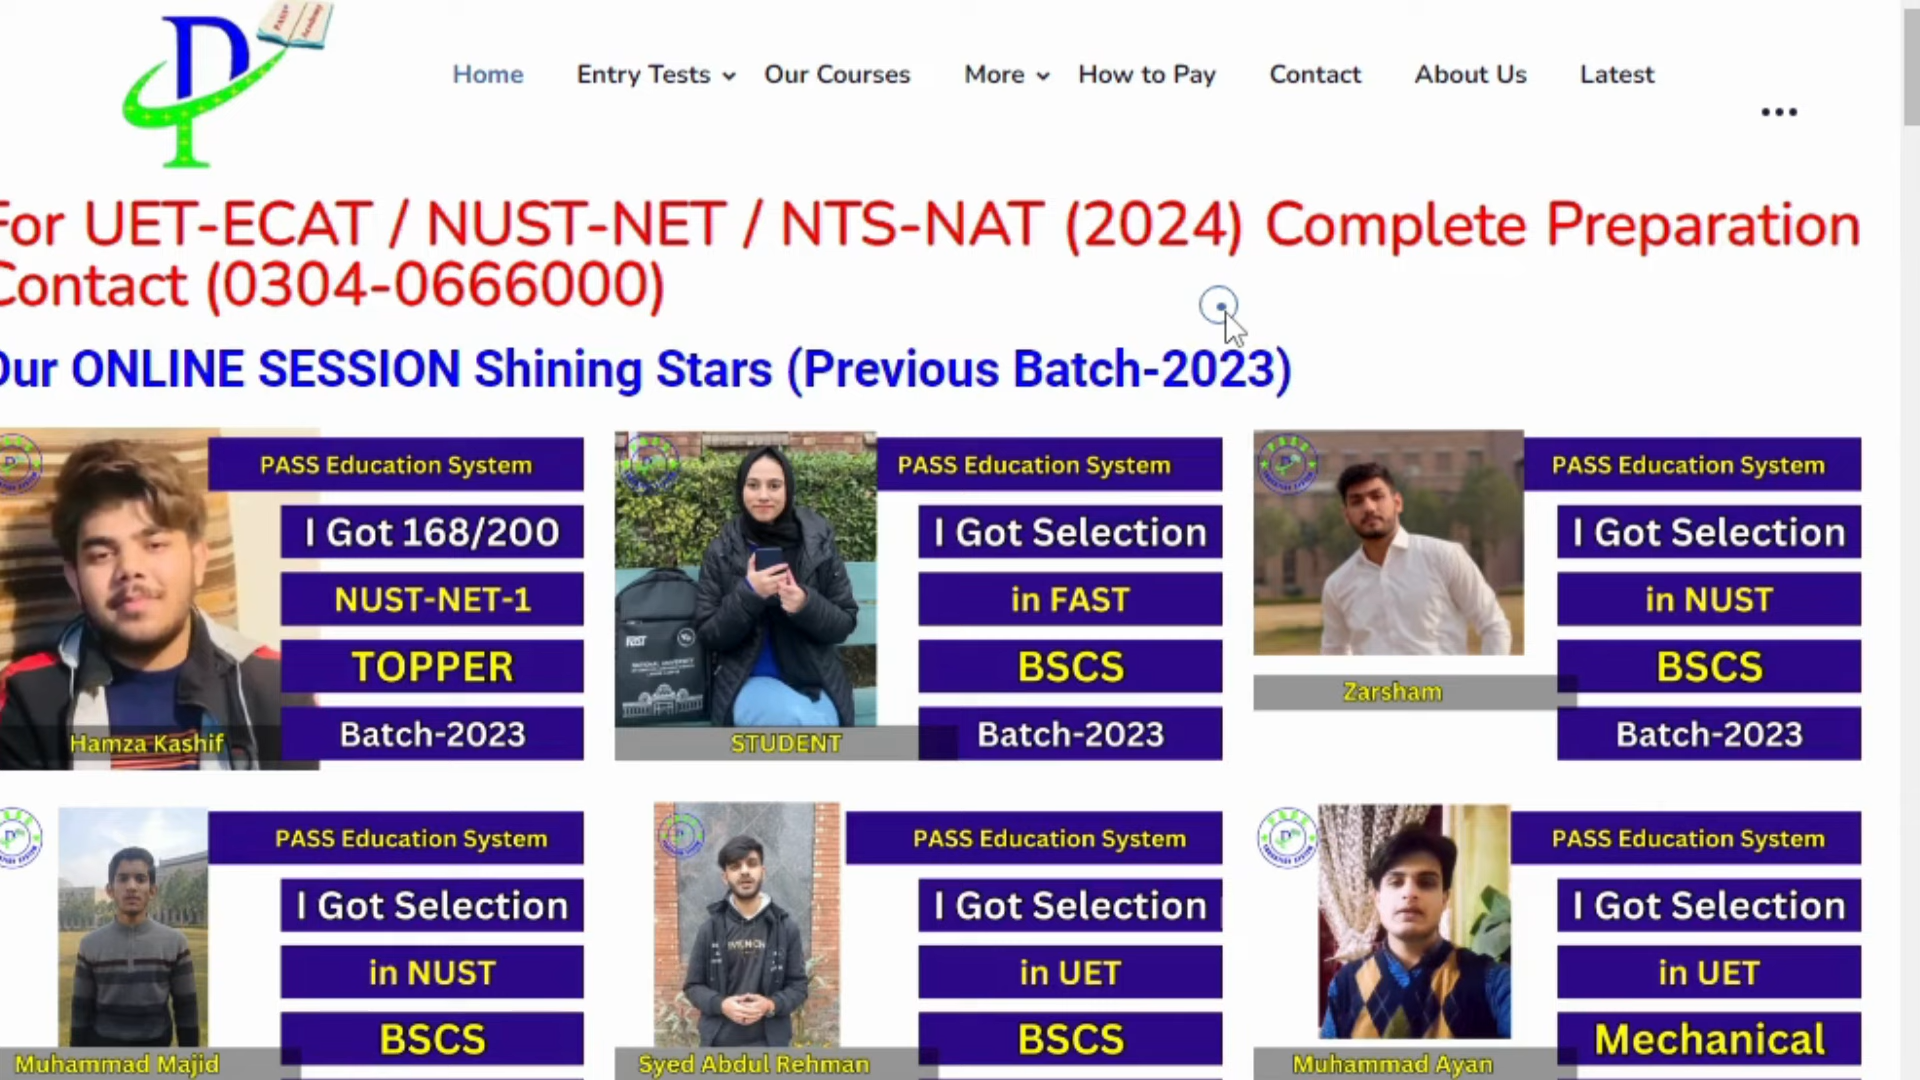 PASS
Academy
Home
Entry Tests
Our Courses
More
How to Pay
Contact
About Us
Latest
For UET-ECAT / NUST-NET / NTS-NAT (2024) Complete Preparation
Contact (0304-0666000)
Our ONLINE SESSION Shining Stars (Previous Batch-2023)
PASS Education System
I Got 168/200
NUST-NET-1
TOPPER
Batch-2023
Hamza Kashif
PASS Education System
I Got Selection
in FAST
BSCS
Batch-2023
STUDENT
PASS Education System
I Got Selection
in NUST
BSCS
Batch-2023
Zarsham
PASS Education System
I Got Selection
in NUST
BSCS
Muhammad Majid
PASS Education System
I Got Selection
in UET
BSCS
Syed Abdul Rehman
PASS Education System
I Got Selection
in UET
Mechanical
Muhammad Ayan